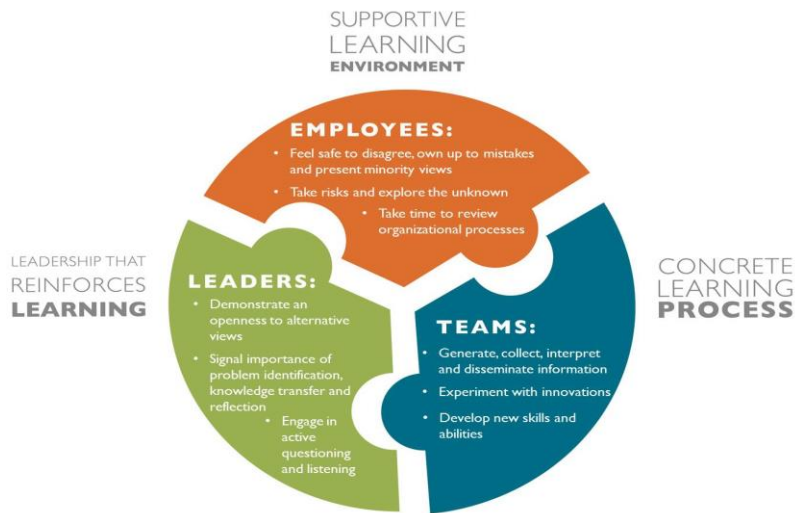 SUPPORTIVE
LEARNING
ENVIRONMENT
EMPLOYEES:
• Feel safe to disagree, own up to mistakes
and present minority views
• Take risks and explore the unknown
• Take time to review
organizational processes
LEADERSHIP THAT
REINFORCES
LEARNING
LEADERS:
• Demonstrate an
openness to alternative
views
• Signal importance of
problem identification,
knowledge transfer and
reflection
• Engage in
active
questioning
and listening
CONCRETE
LEARNING
PROCESS
TEAMS:
• Generate, collect, interpret
and disseminate information
• Experiment with innovations
• Develop new skills and
abilities